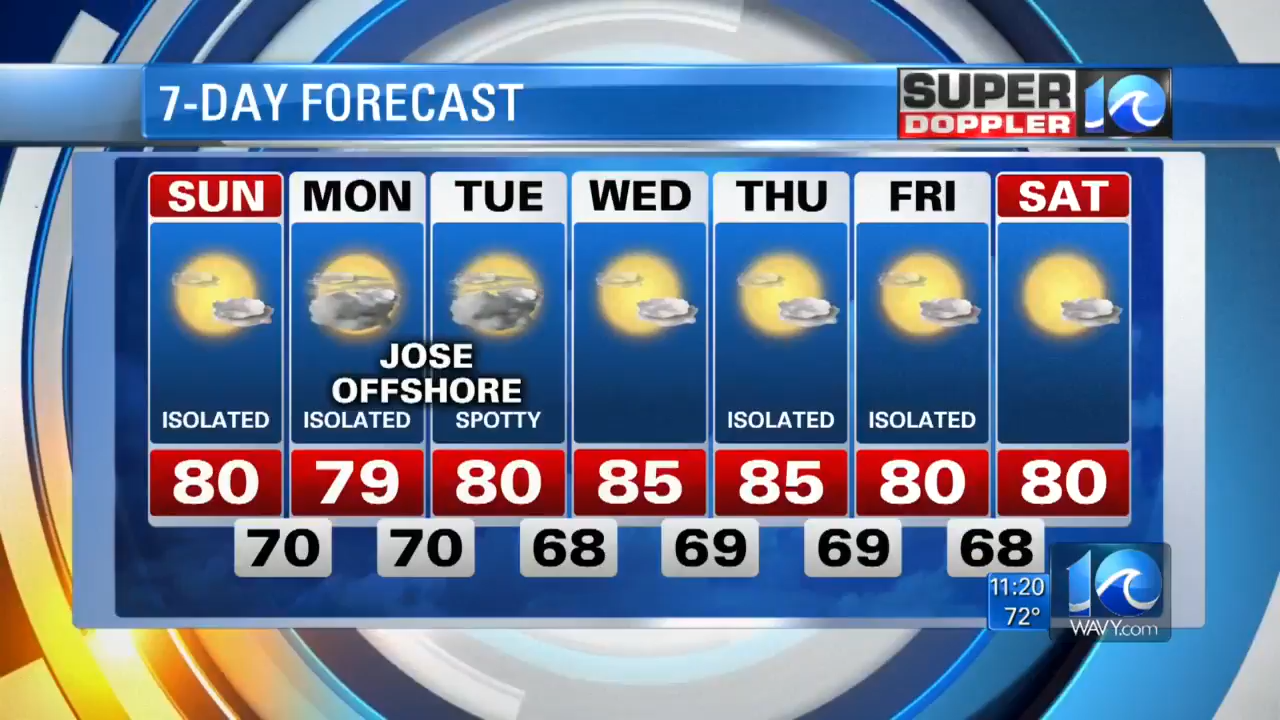 7-DAY FORECAST
SUPER
DOPPLER
10
SUN MON TUE WED THU FRI SAT
JOSE
OFFSHORE
ISOLATED ISOLATED SPOTTY ISOLATED ISOLATED
80 79 80 85 85 80 80
70 70 68 69 69 68
11:20
72°
10
WAVY.com